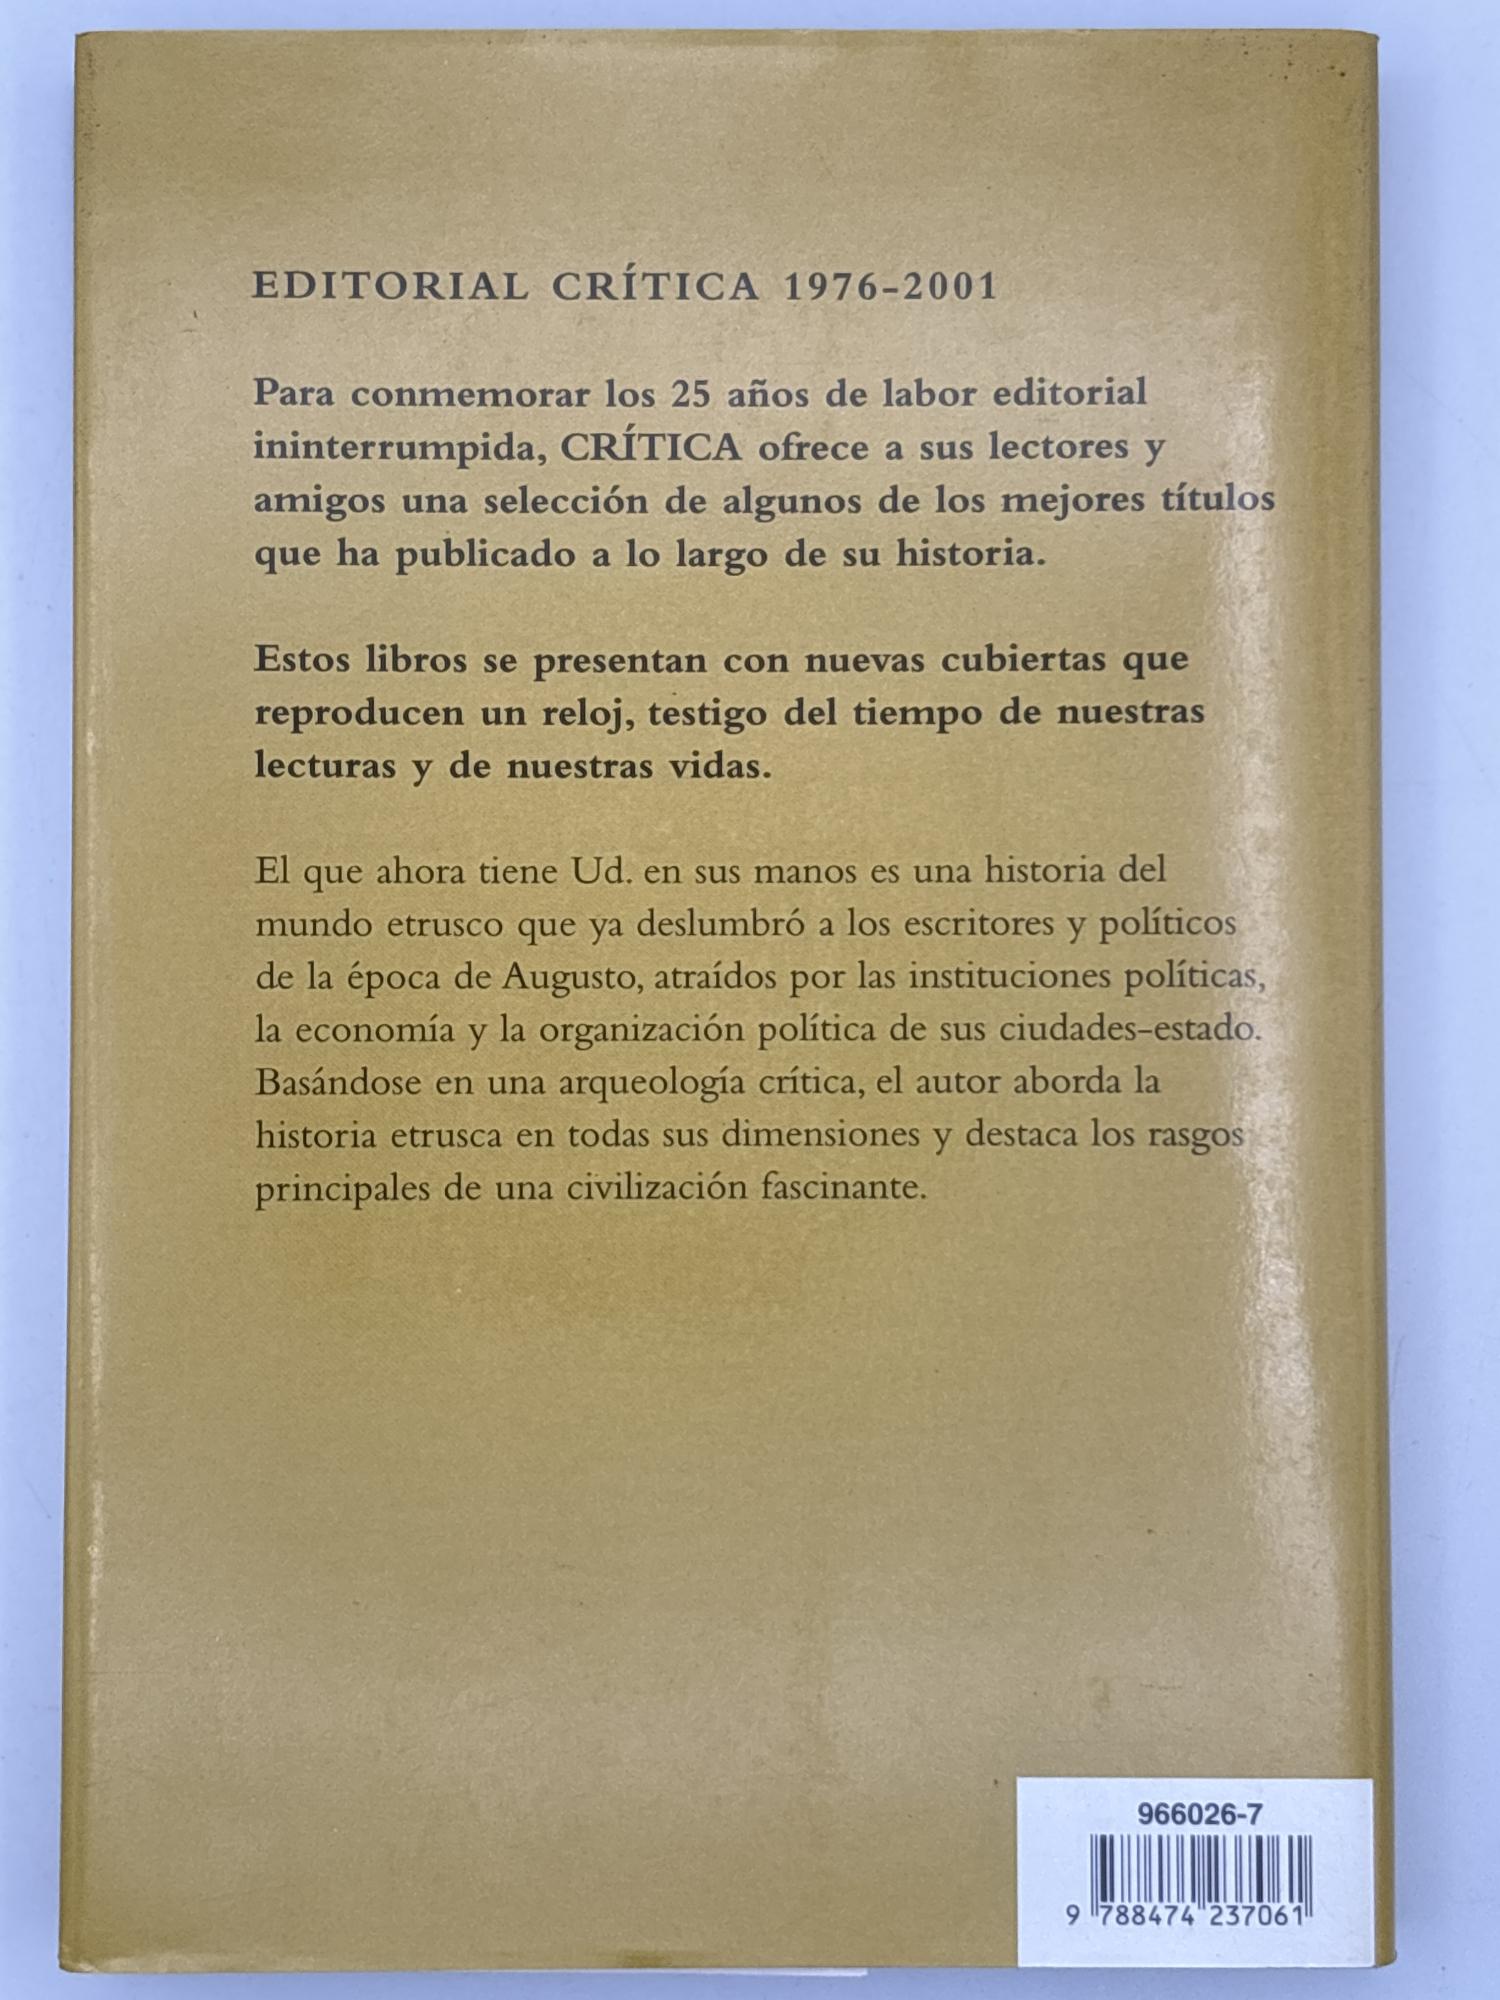 EDITORIAL CRÍTICA 1976-2001
Para conmemorar los 25 años de labor editorial
ininterrumpida, CRÍTICA ofrece a sus lectores y
amigos una selección de algunos de los mejores títulos
que ha publicado a lo largo de su historia.
Estos libros se presentan con nuevas cubiertas que
reproducen un reloj, testigo del tiempo de nuestras
lecturas y de nuestras vidas.
El que ahora tiene Ud. en sus manos es una historia del
mundo etrusco que ya deslumbró a los escritores y políticos
de la época de Augusto, atraídos por las instituciones políticas,
la economía y la organización política de sus ciudades-estado.
Basándose en una arqueología crítica, el autor aborda la
historia etrusca en todas sus dimensiones y destaca los rasgos
principales de una civilización fascinante.
966026-7
9 788474 237061